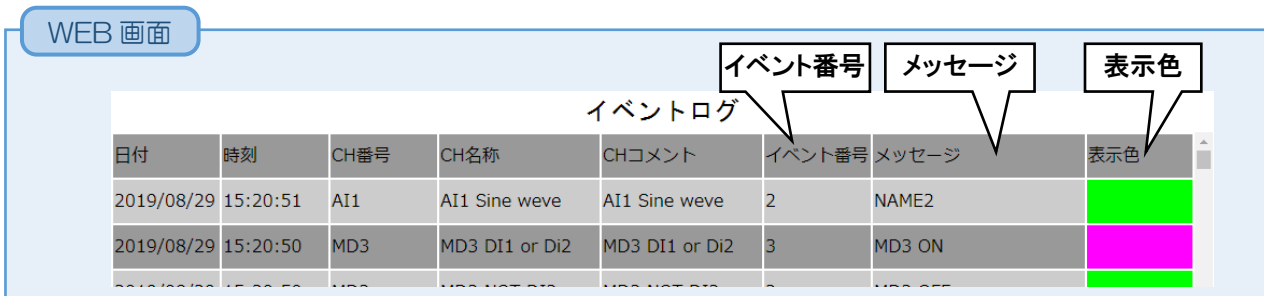 WEB 画面
イベント番号 メッセージ 表示色
イベントログ
日付 時刻 CH番号 CH名称 CHコメント イベント番号 メッセージ 表示色
2019/08/29 15:20:51 AI1 AI1 Sine weve AI1 Sine weve 2 NAME2
2019/08/29 15:20:50 MD3 MD3 DI1 or Di2 MD3 DI1 or Di2 3 MD3 ON